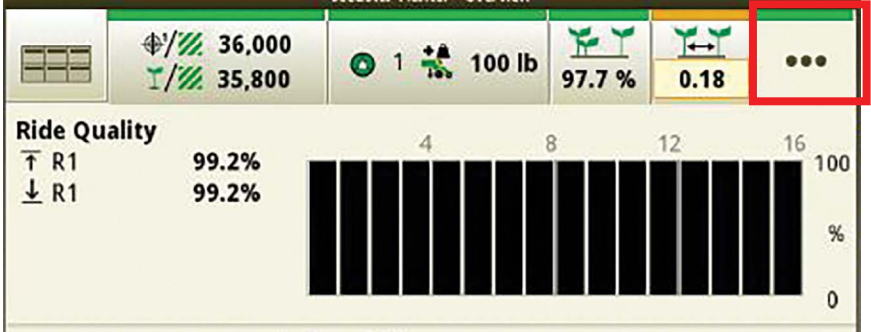 36,000
35,800
1
100 lb
97.7 %
0.18
Ride Quality
R1 99.2%
R1 99.2%
4 8 12 16
100
%
0